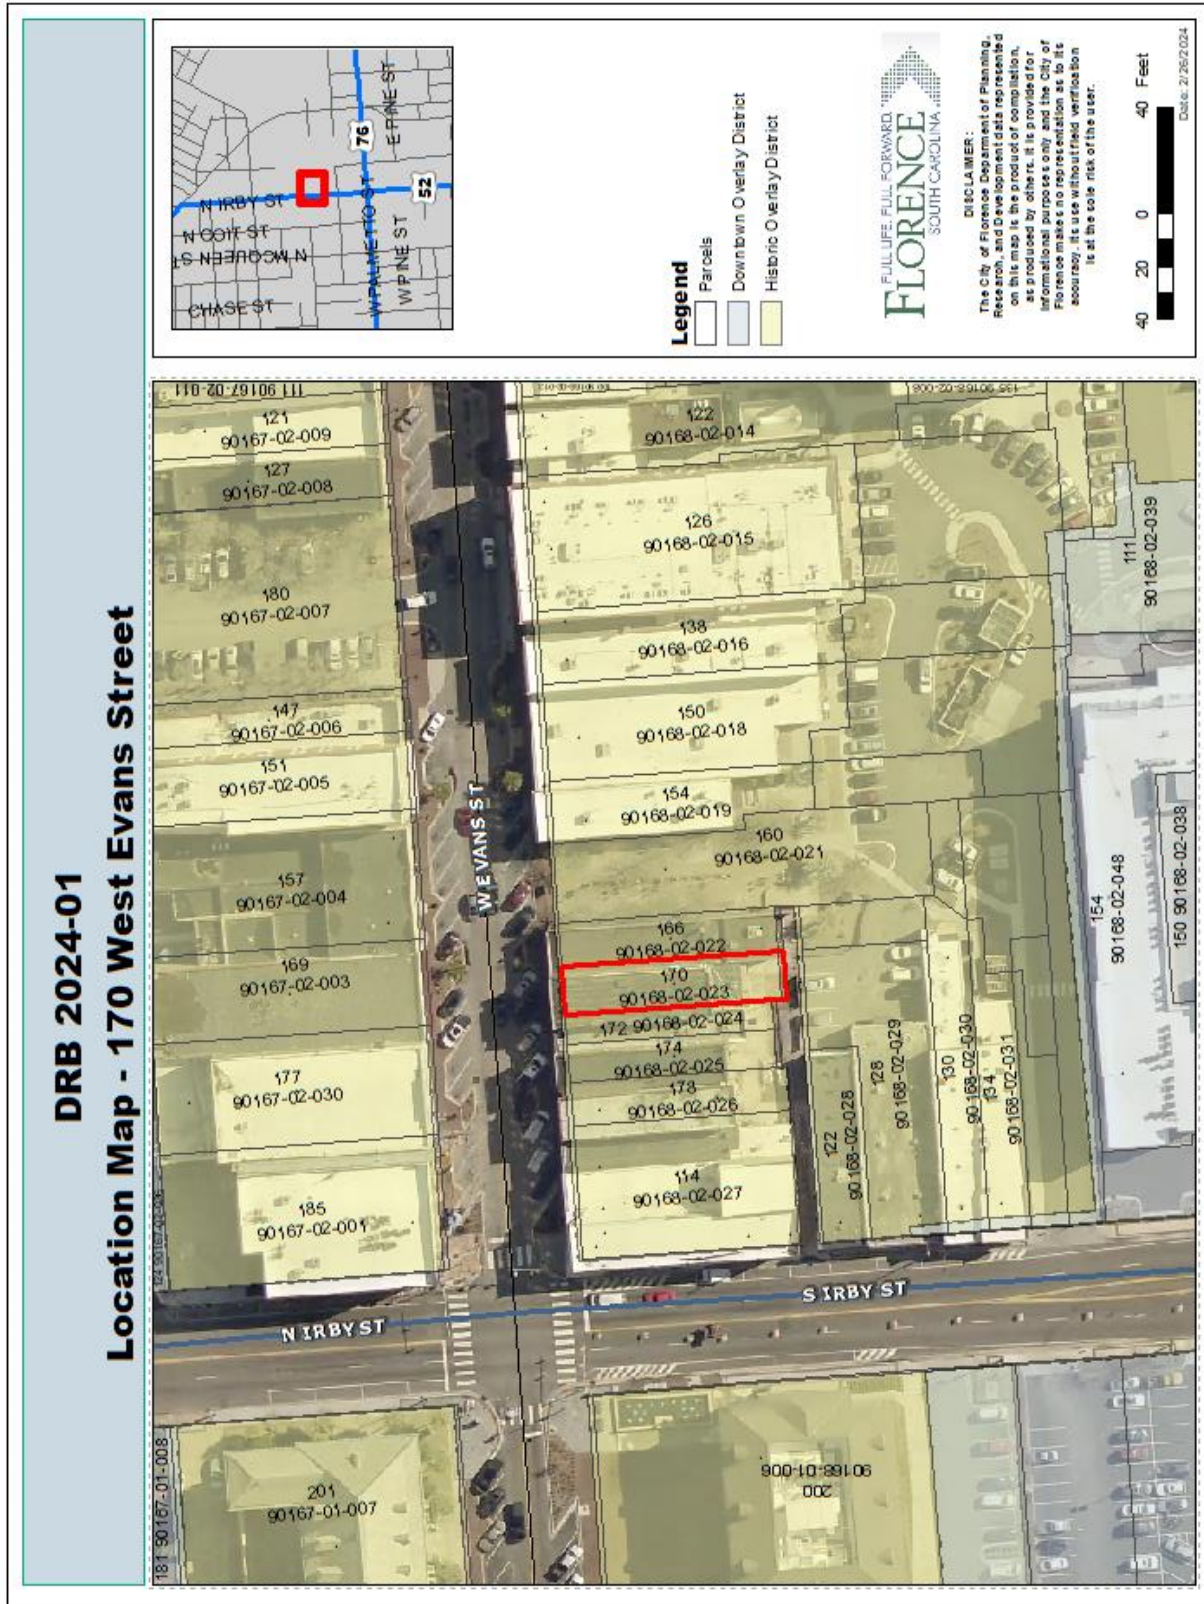 DRB 2024-01
Location Map - 170 West Evans Street
181 90167-01-008
201
90167-01-007
200
90168-01-006
N IRBY ST
S IRBY ST
W EVANS ST
185
90167-02-001
177
90167-02-030
169
90167-02-003
157
90167-02-004
151
90167-02-005
147
90167-02-006
180
90167-02-007
127
90167-02-008
121
90167-02-009
111 90167-02-011
114
90168-02-027
178
90168-02-026
174
90168-02-025
172 90168-02-024
170
90168-02-023
166
90168-02-022
160
90168-02-021
154
90168-02-019
150
90168-02-018
138
90168-02-016
126
90168-02-015
122
90168-02-014
122
90168-02-028
128
90168-02-029
130
90168-02-030
134
90168-02-031
154
90168-02-048
150 90168-02-038
111
90168-02-039
CHASE ST
N MCQUEEN ST
N COIT ST
N IRBY ST
W PALMETTO ST
W PINE ST
E PINE ST
76
52
Legend
Parcels
Downtown Overlay District
Historic Overlay District
FULL LIFE. FULL FORWARD.
FLORENCE
SOUTH CAROLINA
DISCLAIMER:
The City of Florence Deparment of Planning,
Research, and Development data represented
on this map is the product of compilation,
as produced by others. It is provided for
informational purposes only and the City of
Florence makes no representation as to its
accuracy. Its use without field verification
is at the sole risk of the user.
40 20 0 40 Feet
Date: 2/26/2024